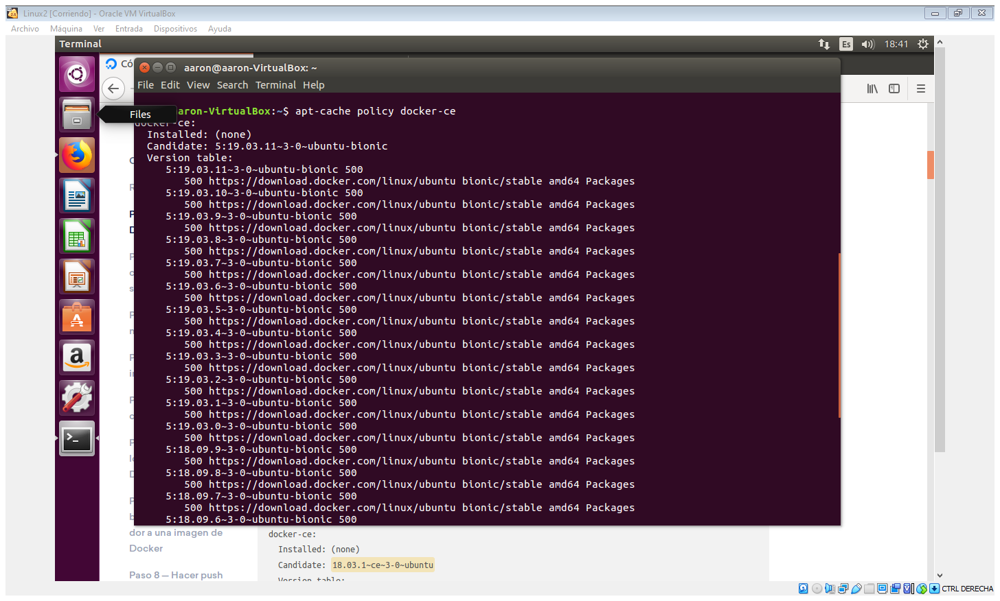 Linux2 [Corriendo] - Oracle VM VirtualBox
Archivo Máquina Ver Entrada Dispositivos Ayuda
Terminal
Es
18:41
Có
aaron@aaron-VirtualBox: ~
File Edit View Search Terminal Help
Files
aron-VirtualBox:~$ apt-cache policy docker-ce
docker-ce:
Installed: (none)
Candidate: 5:19.03.11~3-0~ubuntu-bionic
Version table:
5:19.03.11~3-0~ubuntu-bionic 500
500 https://download.docker.com/linux/ubuntu bionic/stable amd64 Packages
5:19.03.10~3-0~ubuntu-bionic 500
500 https://download.docker.com/linux/ubuntu bionic/stable amd64 Packages
5:19.03.9~3-0~ubuntu-bionic 500
500 https://download.docker.com/linux/ubuntu bionic/stable amd64 Packages
5:19.03.8~3-0~ubuntu-bionic 500
500 https://download.docker.com/linux/ubuntu bionic/stable amd64 Packages
5:19.03.7~3-0~ubuntu-bionic 500
500 https://download.docker.com/linux/ubuntu bionic/stable amd64 Packages
5:19.03.6~3-0~ubuntu-bionic 500
500 https://download.docker.com/linux/ubuntu bionic/stable amd64 Packages
5:19.03.5~3-0~ubuntu-bionic 500
500 https://download.docker.com/linux/ubuntu bionic/stable amd64 Packages
5:19.03.4~3-0~ubuntu-bionic 500
500 https://download.docker.com/linux/ubuntu bionic/stable amd64 Packages
5:19.03.3~3-0~ubuntu-bionic 500
500 https://download.docker.com/linux/ubuntu bionic/stable amd64 Packages
5:19.03.2~3-0~ubuntu-bionic 500
500 https://download.docker.com/linux/ubuntu bionic/stable amd64 Packages
5:19.03.1~3-0~ubuntu-bionic 500
500 https://download.docker.com/linux/ubuntu bionic/stable amd64 Packages
5:19.03.0~3-0~ubuntu-bionic 500
500 https://download.docker.com/linux/ubuntu bionic/stable amd64 Packages
5:18.09.9~3-0~ubuntu-bionic 500
500 https://download.docker.com/linux/ubuntu bionic/stable amd64 Packages
5:18.09.8~3-0~ubuntu-bionic 500
500 https://download.docker.com/linux/ubuntu bionic/stable amd64 Packages
5:18.09.7~3-0~ubuntu-bionic 500
500 https://download.docker.com/linux/ubuntu bionic/stable amd64 Packages
5:18.09.6~3-0~ubuntu-bionic 500
dor a una imagen de
Docker
Paso 8 — Hacer push
docker-ce:
Installed: (none)
Candidate: 18.03.1~ce~3-0~ubuntu
Version table:
CTRL DERECHA